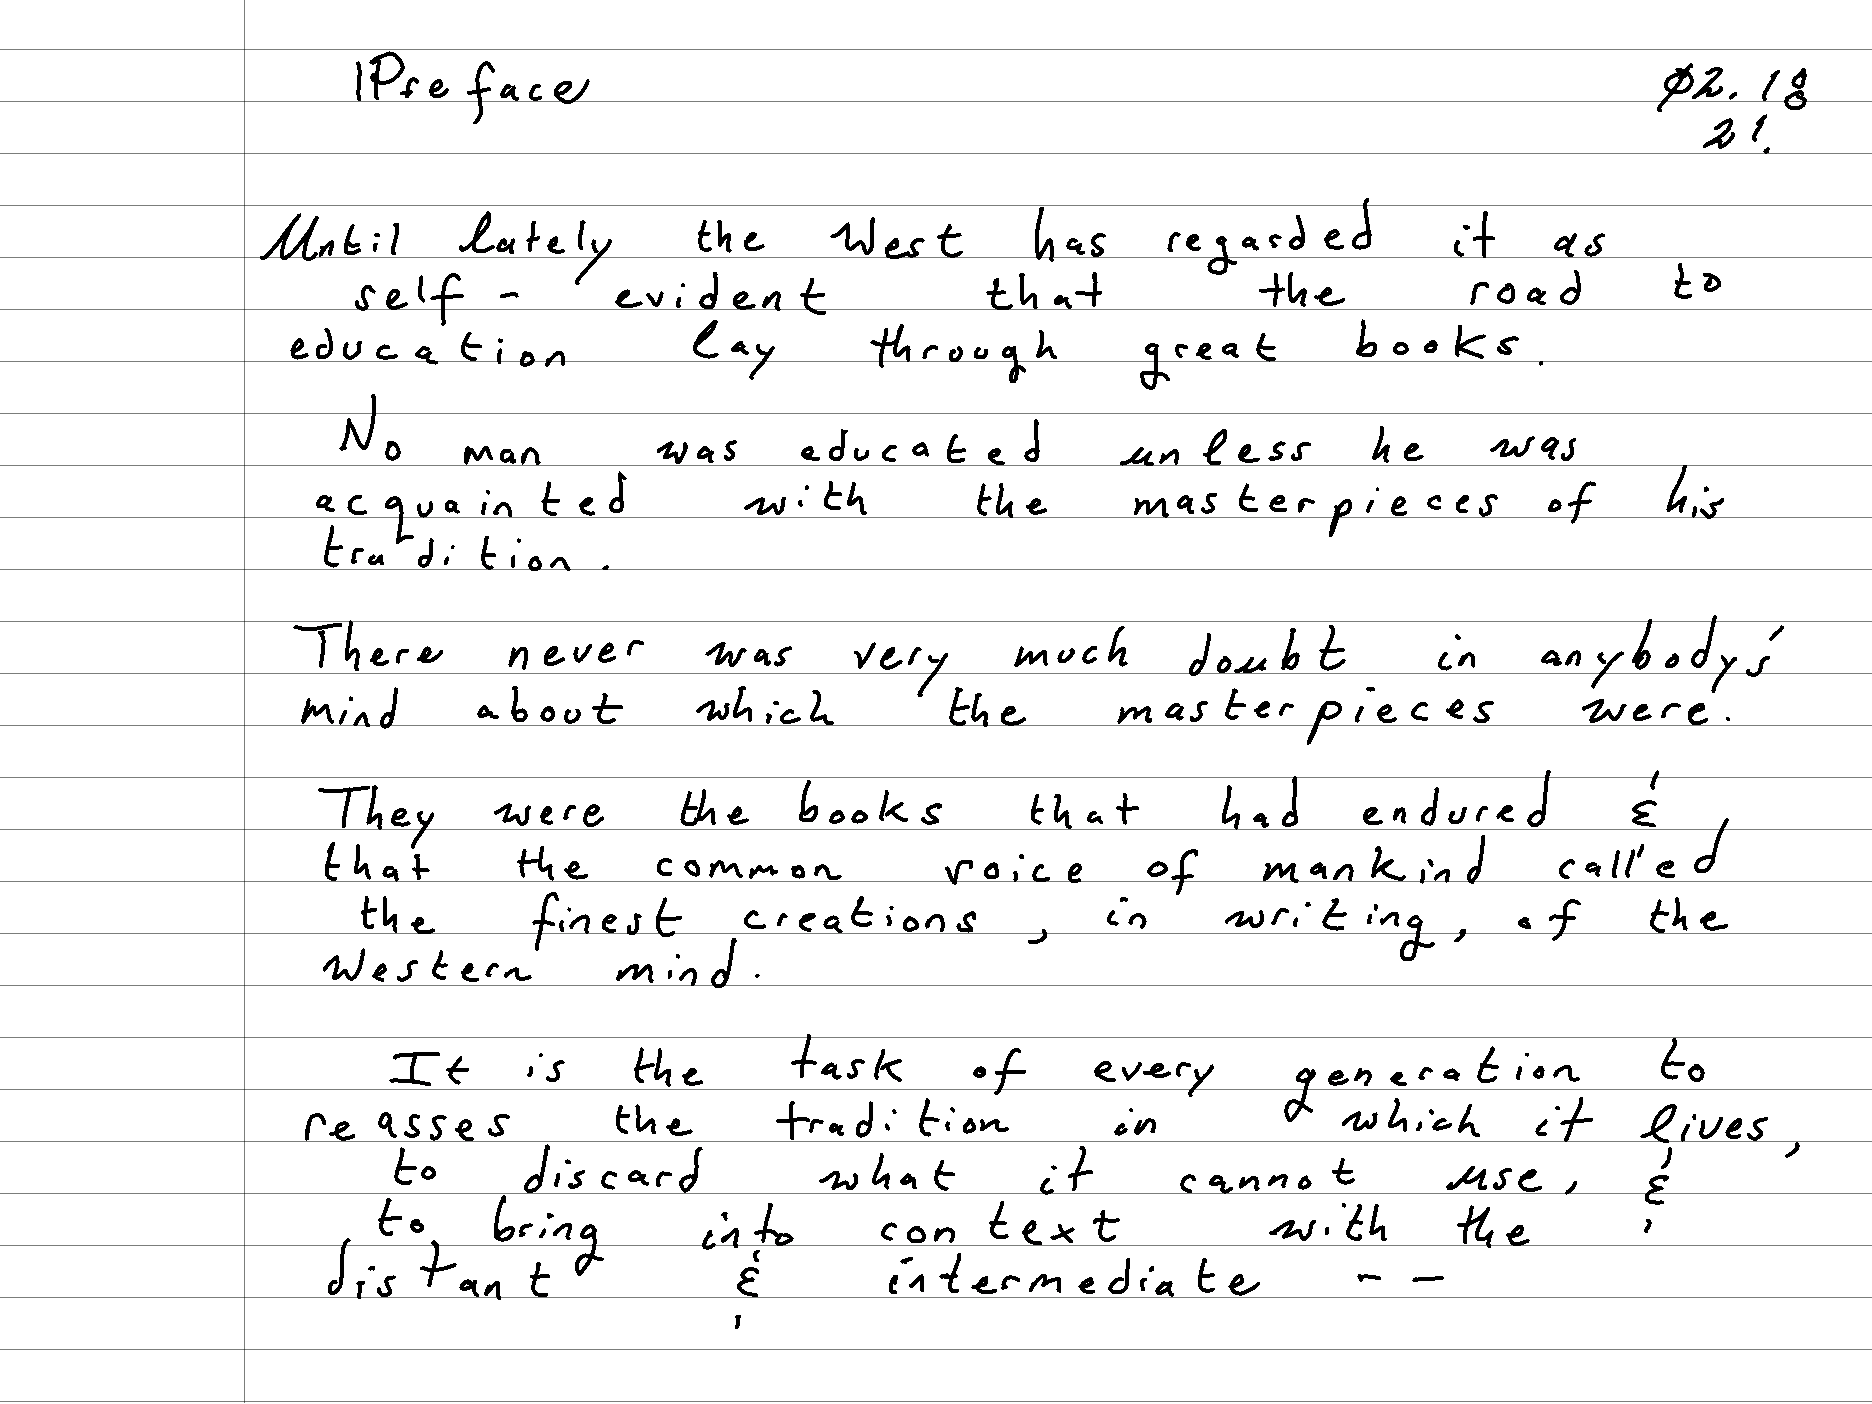 Preface
02.18
21.
Until lately the West has regarded it as
self - evident that the road to
education lay through great books.
No man was educated unless he was
acquainted with the masterpieces of his
tradition.
There never was very much doubt in anybody's
mind about which the masterpieces were.
They were the books that had endured &
that the common voice of mankind called
the finest creations, in writing, of the
Western mind.
It is the task of every generation to
reasses the tradition in which it lives,
to discard what it cannot use, &
to bring into context with the
distant & intermediate - -